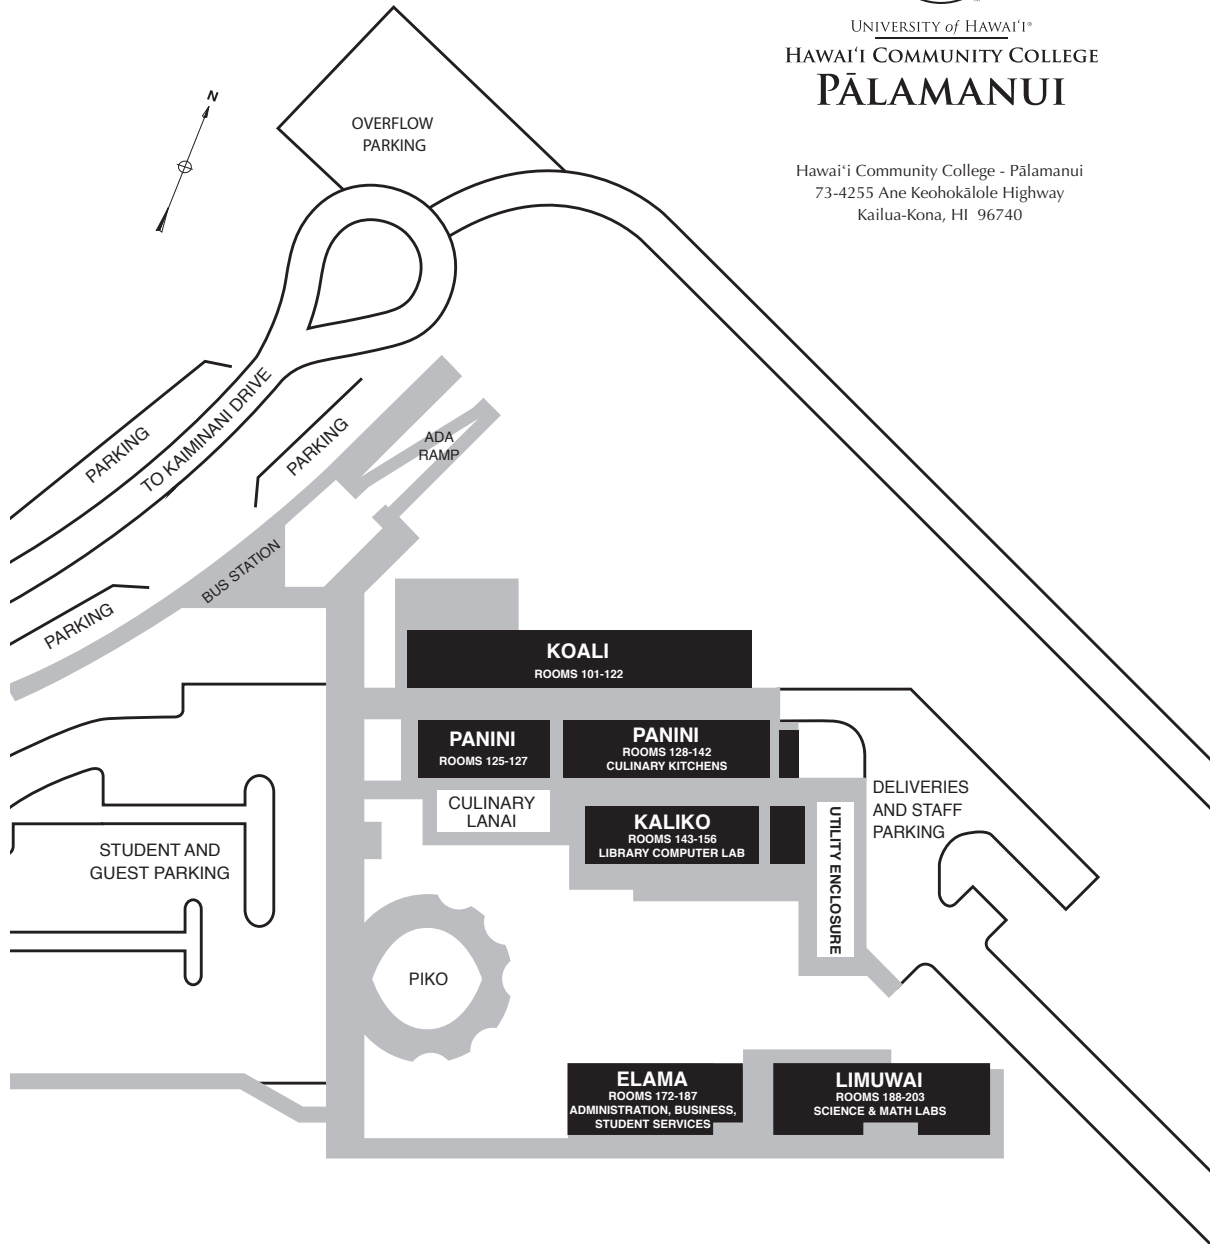 UNIVERSITY of HAWAIʻI®
HAWAIʻI COMMUNITY COLLEGE
PĀLAMANUI
Hawaiʻi Community College - Pālamanui
73-4255 Ane Keohokālole Highway
Kailua-Kona, HI 96740
N
OVERFLOW
PARKING
PARKING
TO KAIMINANI DRIVE
PARKING
ADA
RAMP
BUS STATION
PARKING
KOALI
ROOMS 101-122
PANINI
ROOMS 125-127
PANINI
ROOMS 128-142
CULINARY KITCHENS
CULINARY
LANAI
KALIKO
ROOMS 143-156
LIBRARY COMPUTER LAB
UTILITY ENCLOSURE
DELIVERIES
AND STAFF
PARKING
STUDENT AND
GUEST PARKING
PIKO
ELAMA
ROOMS 172-187
ADMINISTRATION, BUSINESS,
STUDENT SERVICES
LIMUWAI
ROOMS 188-203
SCIENCE & MATH LABS